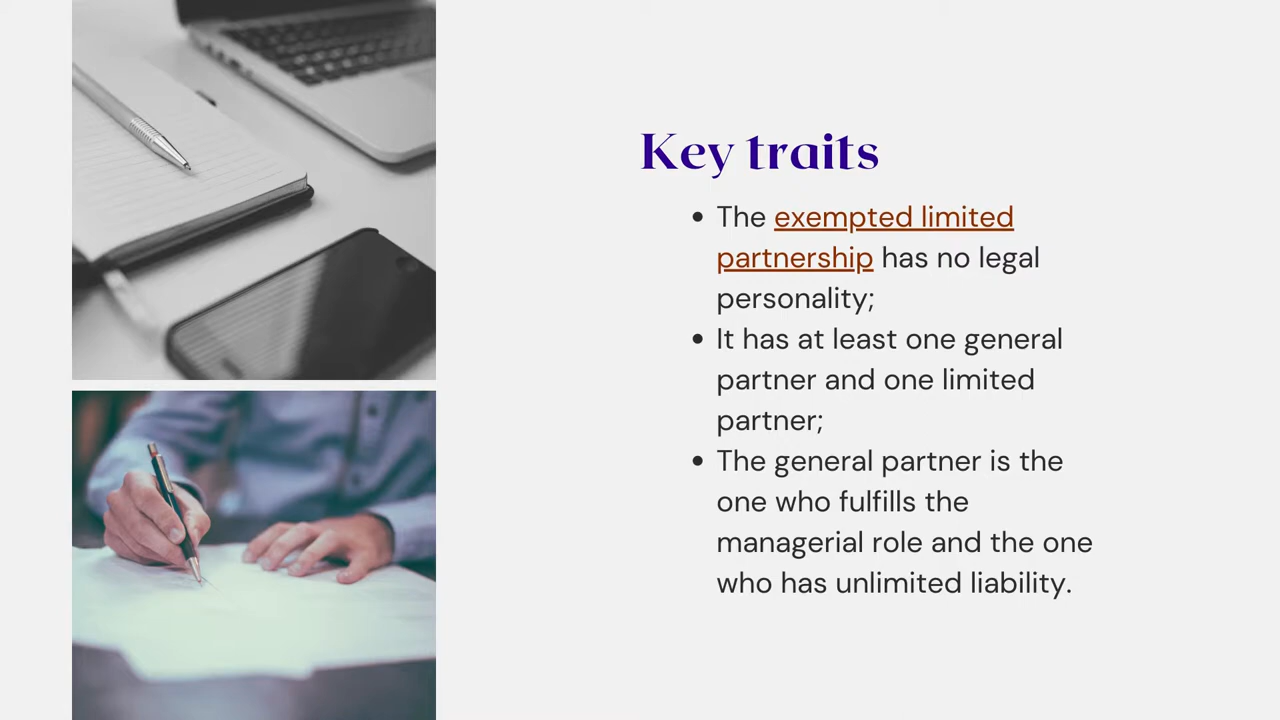 Key traits
• The exempted limited
partnership has no legal
personality;
• It has at least one general
partner and one limited
partner;
• The general partner is the
one who fulfills the
managerial role and the one
who has unlimited liability.